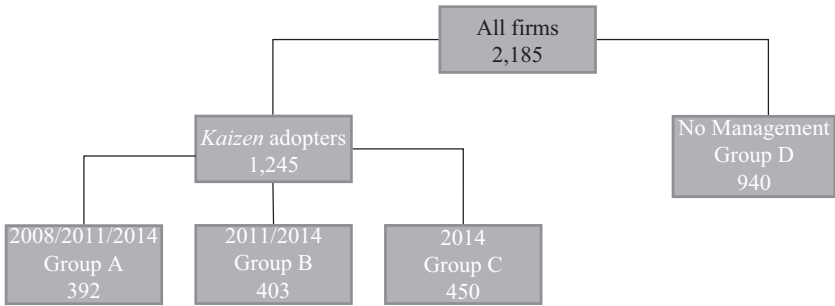 All firms
2,185
Kaizen adopters
1,245
No Management
Group D
940
2008/2011/2014
Group A
392
2011/2014
Group B
403
2014
Group C
450